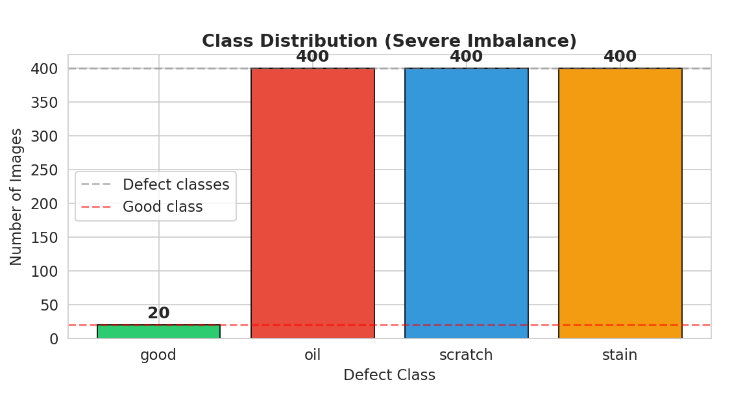 Class Distribution (Severe Imbalance)
400 400 400
400
350
300
250
200
150
100
50
0
Number of Images
Defect classes
Good class
20
good oil scratch stain
Defect Class